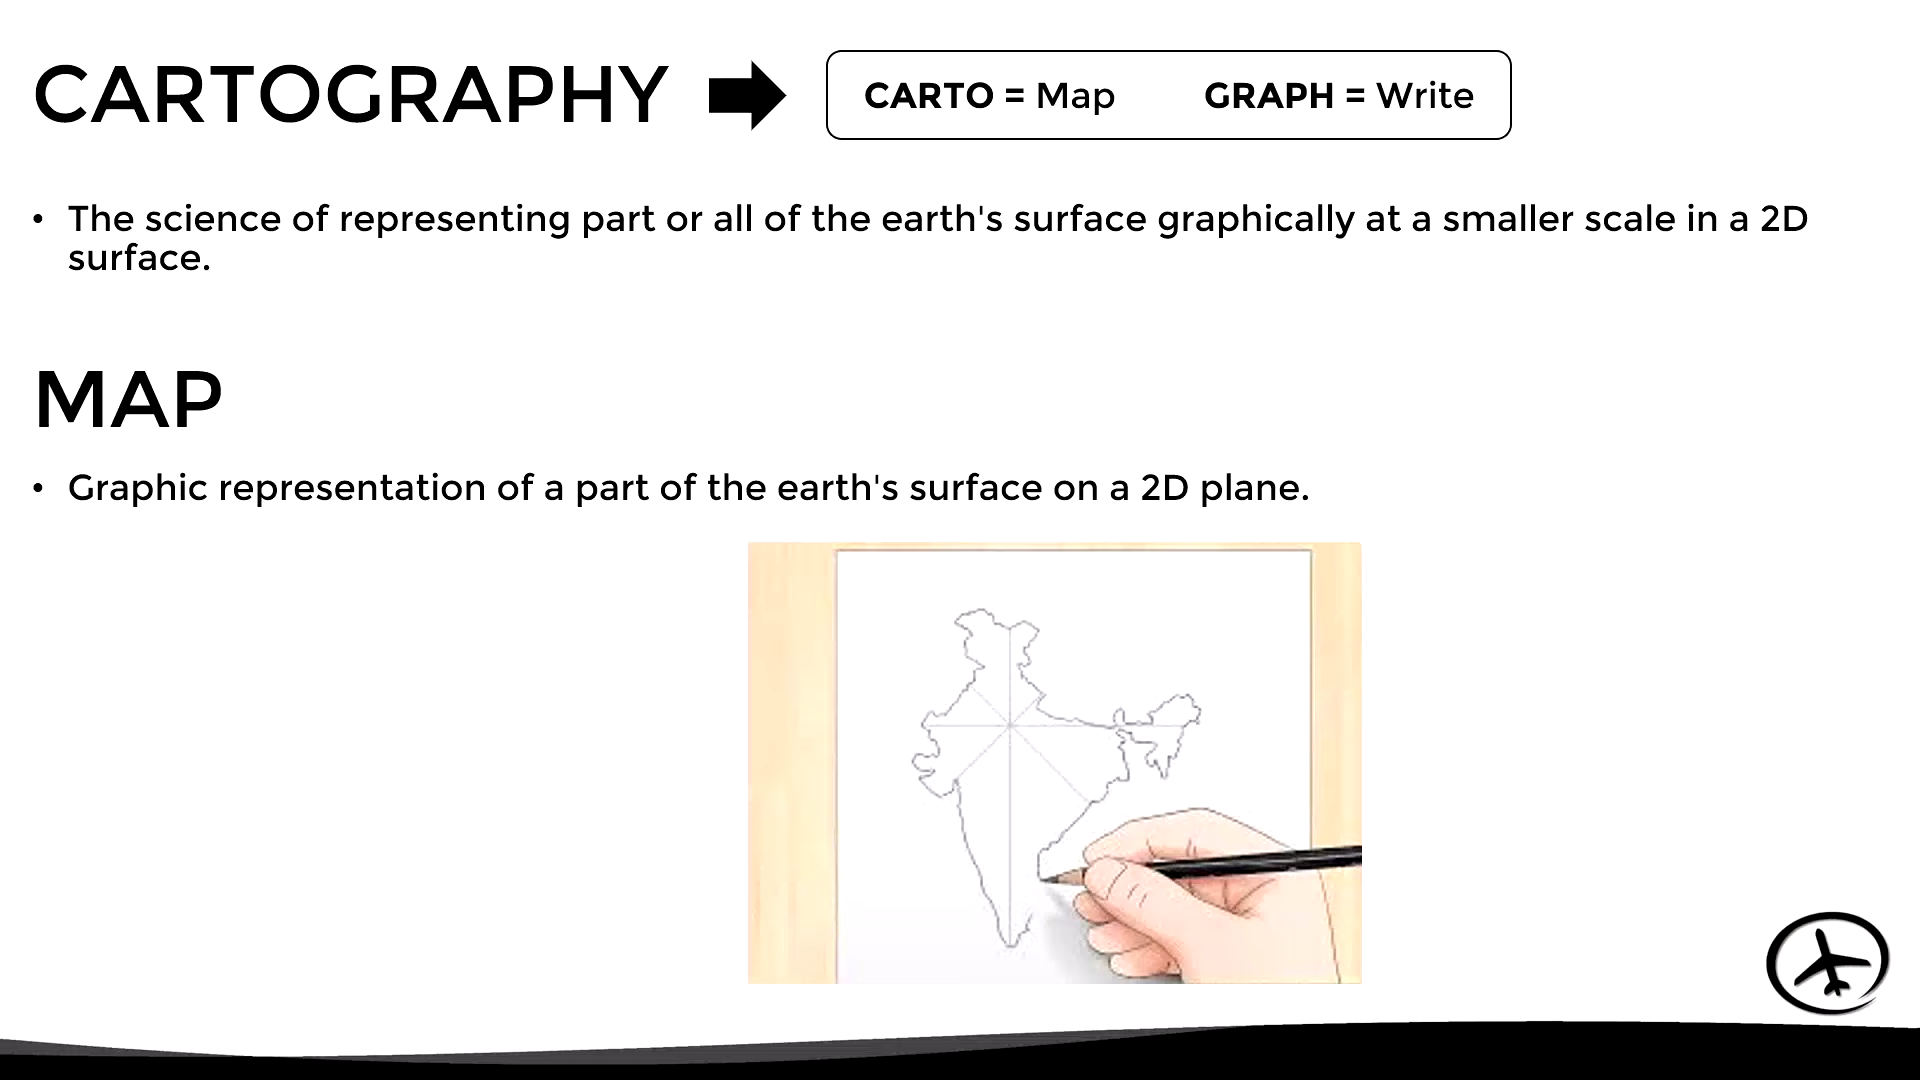 CARTOGRAPHY
CARTO = Map GRAPH = Write
• The science of representing part or all of the earth's surface graphically at a smaller scale in a 2D
surface.
MAP
• Graphic representation of a part of the earth's surface on a 2D plane.